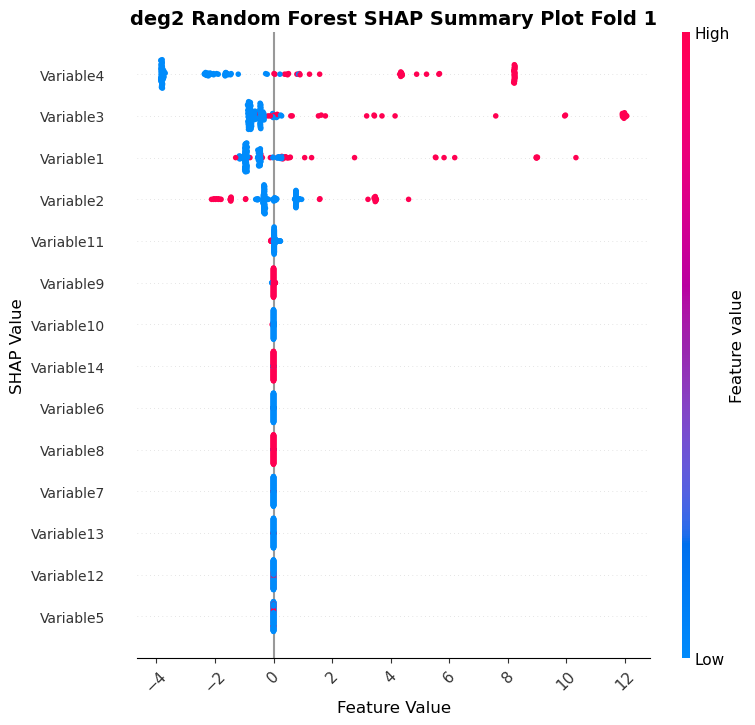 deg2 Random Forest SHAP Summary Plot Fold 1
High
Variable4
Variable3
Variable1
Variable2
Variable11
Variable9
Variable10
Variable14
Variable6
Variable8
Variable7
Variable13
Variable12
Variable5
SHAP Value
Feature value
Low
−4 −2 0 2 4 6 8 10 12
Feature Value